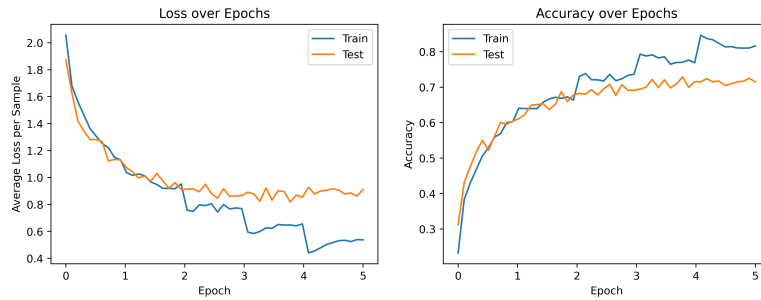 Loss over Epochs
Average Loss per Sample
2.0
1.8
1.6
1.4
1.2
1.0
0.8
0.6
0.4
Train
Test
0 1 2 3 4 5
Epoch
Accuracy over Epochs
Accuracy
0.8
0.7
0.6
0.5
0.4
0.3
Train
Test
0 1 2 3 4 5
Epoch